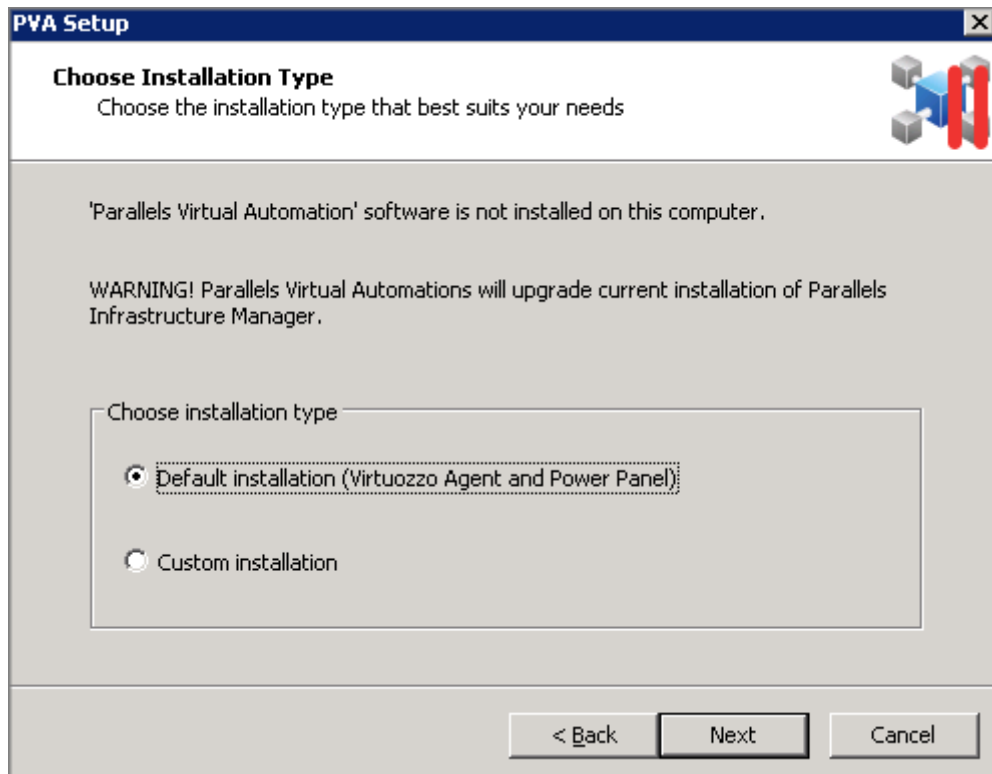 PVA Setup
Choose Installation Type
Choose the installation type that best suits your needs
'Parallels Virtual Automation' software is not installed on this computer.
WARNING! Parallels Virtual Automations will upgrade current installation of Parallels
Infrastructure Manager.
Choose installation type
Default installation (Virtuozzo Agent and Power Panel)
Custom installation
< Back
Next
Cancel